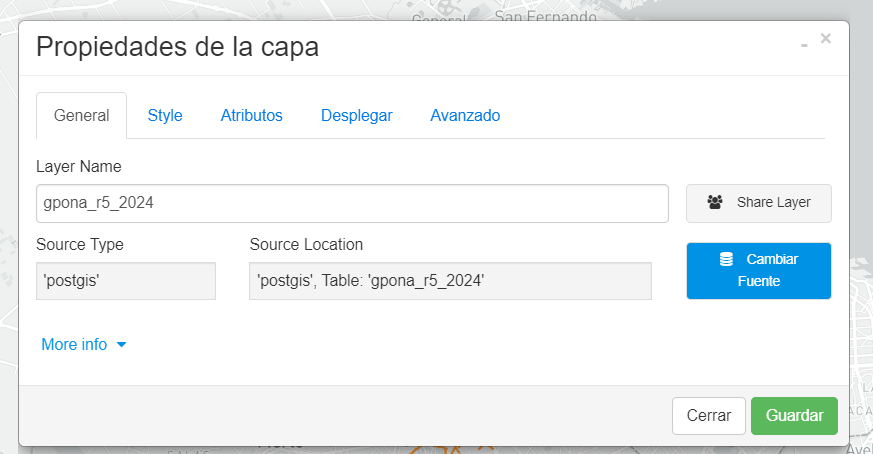 General
San Fernando
Propiedades de la capa
General
Style
Atributos
Desplegar
Avanzado
Layer Name
gpona_r5_2024
Share Layer
Source Type
Source Location
'postgis'
'postgis', Table: 'gpona_r5_2024'
Cambiar
Fuente
More info
Cerrar
Guardar